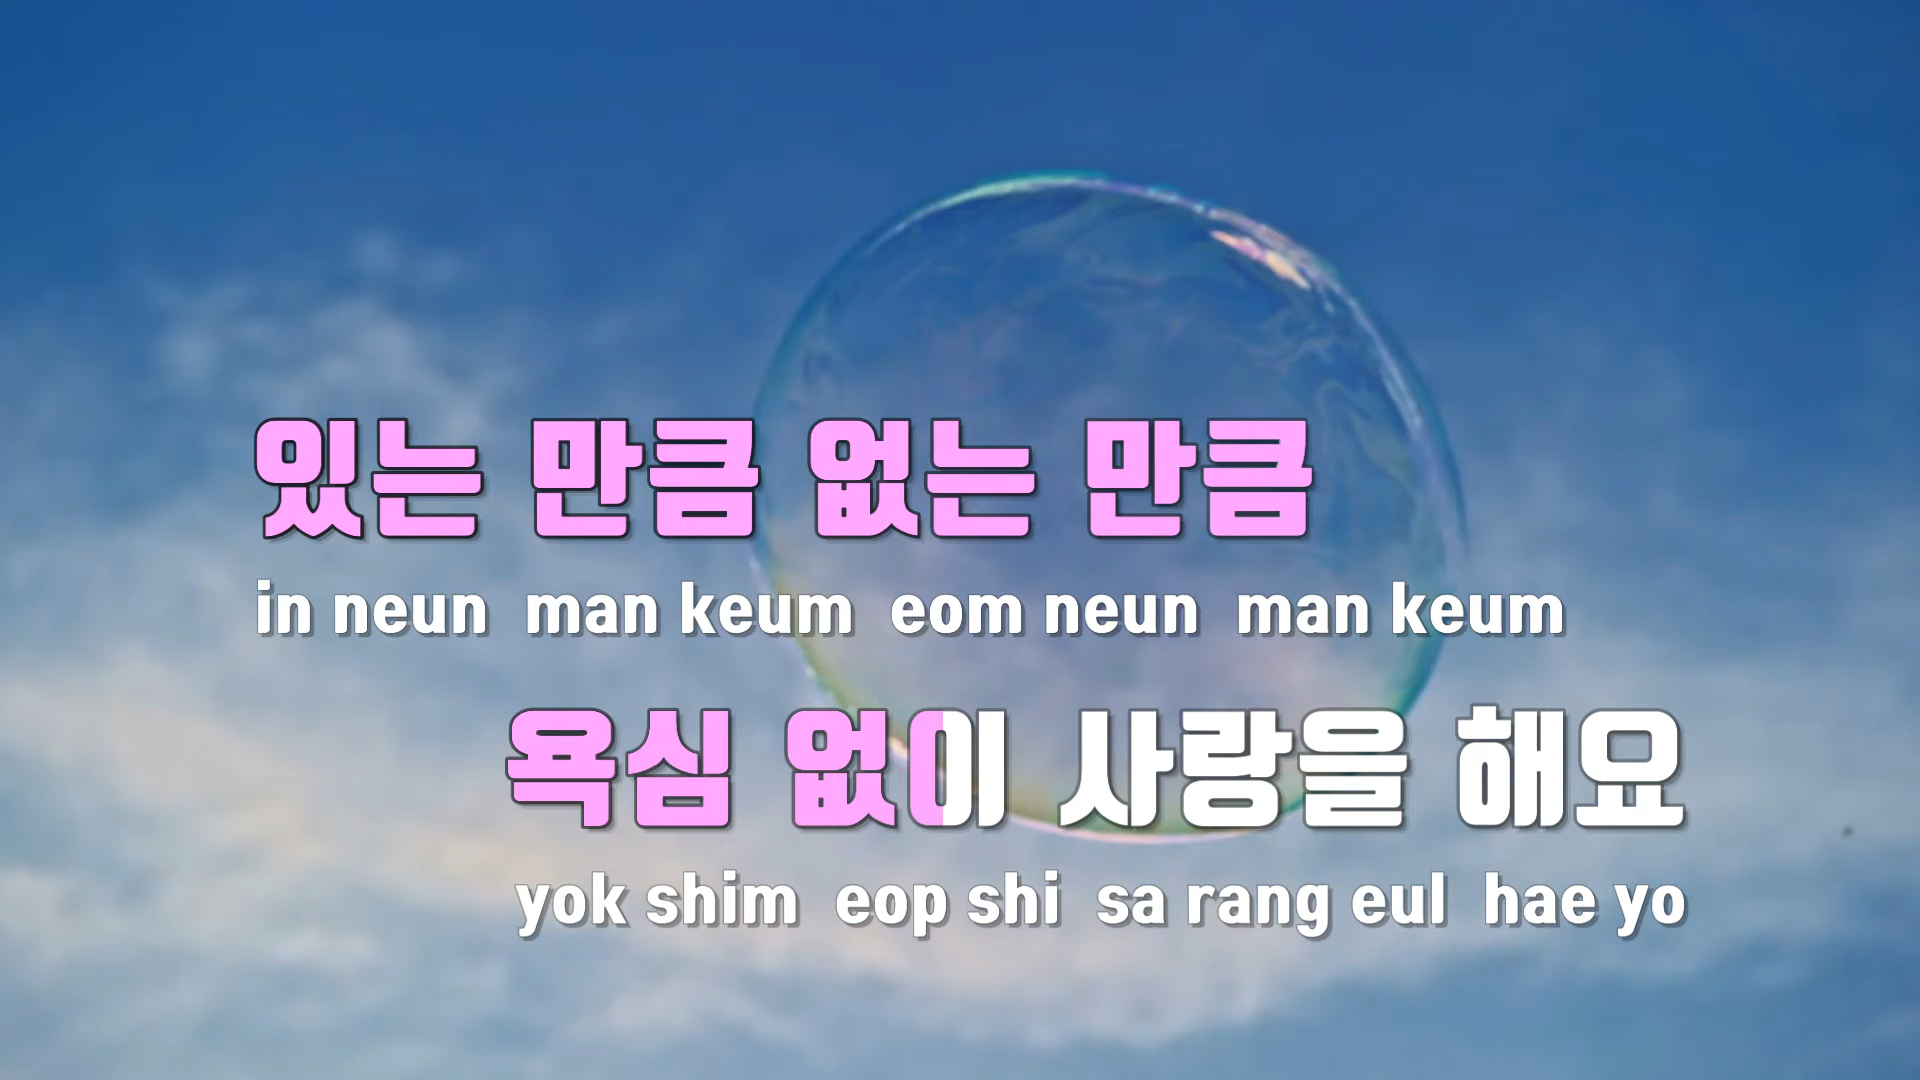 있는 만큼 없는 만큼
in neun man keum eom neun man keum
욕심 없이 사랑을 해요
yok shim eop shi sa rang eul hae yo